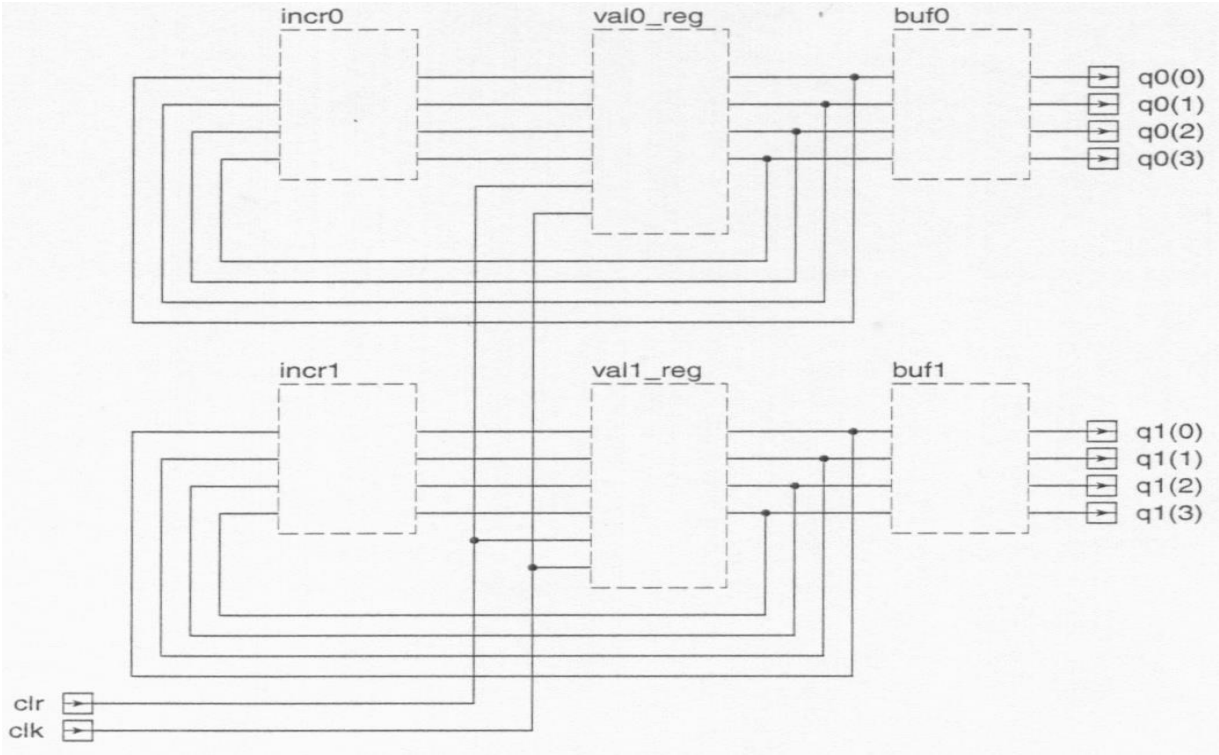 incr0
val0_reg
buf0
q0(0)
q0(1)
q0(2)
q0(3)
incr1
val1_reg
buf1
q1(0)
q1(1)
q1(2)
q1(3)
clr
clk